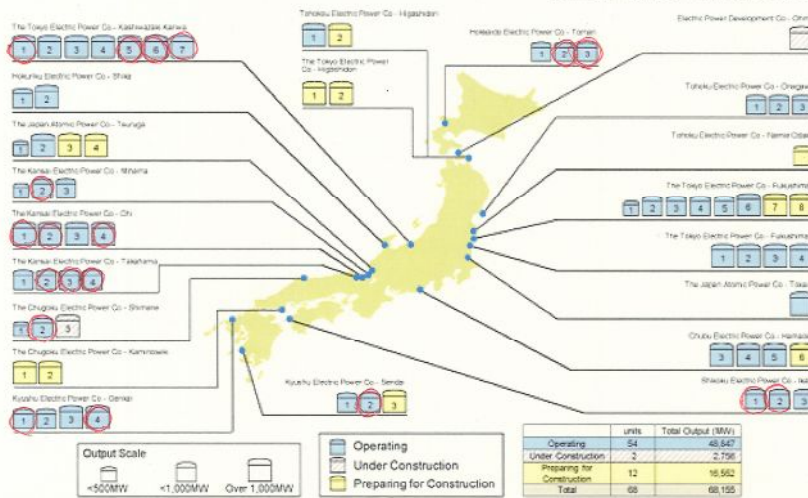 The Tokyo Electric Power Co - Kashiwazaki Kariwa
1 2 3 4 5 6 7
Hokuriku Electric Power Co - Shika
1 2
The Japan Atomic Power Co - Tsuruga
1 2 3 4
The Kansai Electric Power Co - Mihama
1 2 3
The Kansai Electric Power Co - Ohi
1 2 3 4
The Kansai Electric Power Co - Takahama
1 2 3 4
The Chugoku Electric Power Co - Shimane
1 2 3
The Chugoku Electric Power Co - Kaminoseki
1 2
Kyushu Electric Power Co - Genkai
1 2 3 4
Tohoku Electric Power Co - Higashidori
1 2
The Tokyo Electric Power
Co - Higashidori
1 2
Hokkaido Electric Power Co - Tomari
1 2 3
Electric Power Development Co - 
Tohoku Electric Power Co - 
1 2 3
Tohoku Electric Power Co - Namie
The Tokyo Electric Power Co - Fukushima
1 2 3 4 5 6 7 8
The Tokyo Electric Power Co - Fukushima
1 2 3 4
The Japan Atomic Power Co - 
Chubu Electric Power Co - 
3 4 5 6
Shikoku Electric Power Co - 
1 2 3
Kyushu Electric Power Co - Sendai
1 2 3
Output Scale
<500MW <1,000MW Over 1,000MW
Operating
Under Construction
Preparing for Construction
units Total Output (MW)
Operating 54
Under Construction 2 2,756
Preparing for
Construction 12 16,552
Total 68 68,155